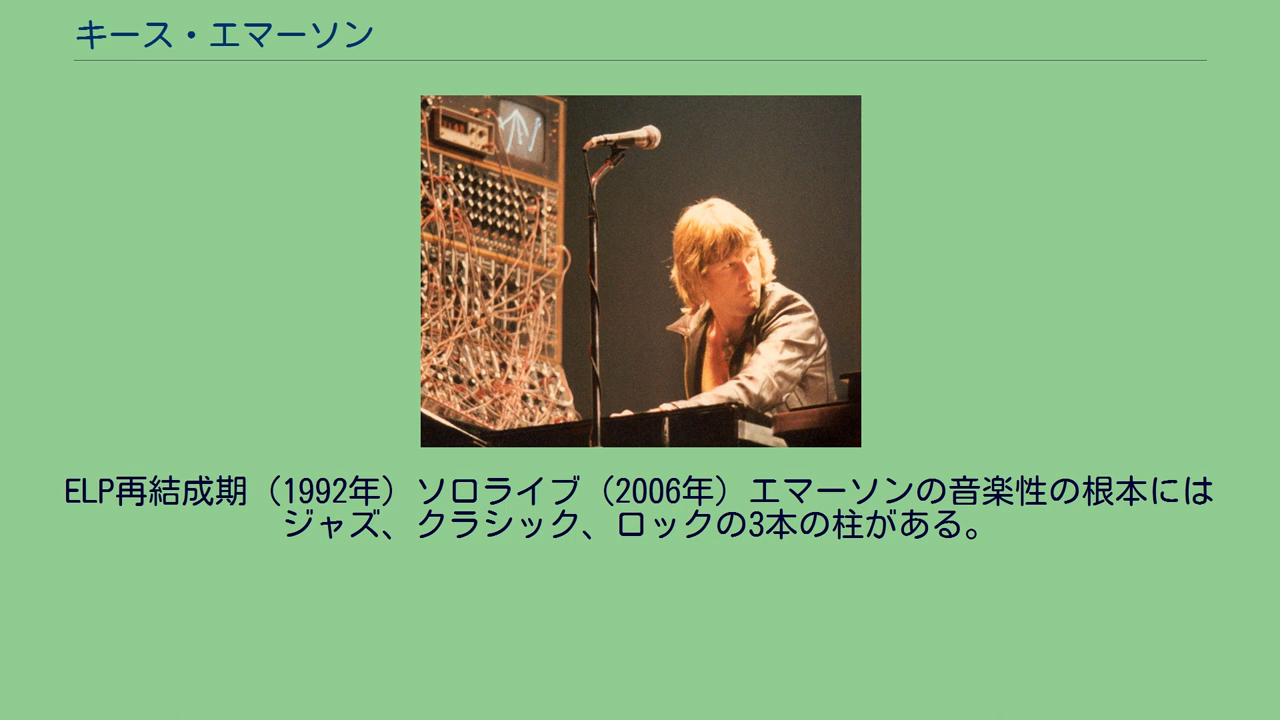 キース・エマーソン
ELP再結成期（1992年）ソロライブ（2006年）エマーソンの音楽性の根本には
ジャズ、クラシック、ロックの3本の柱がある。